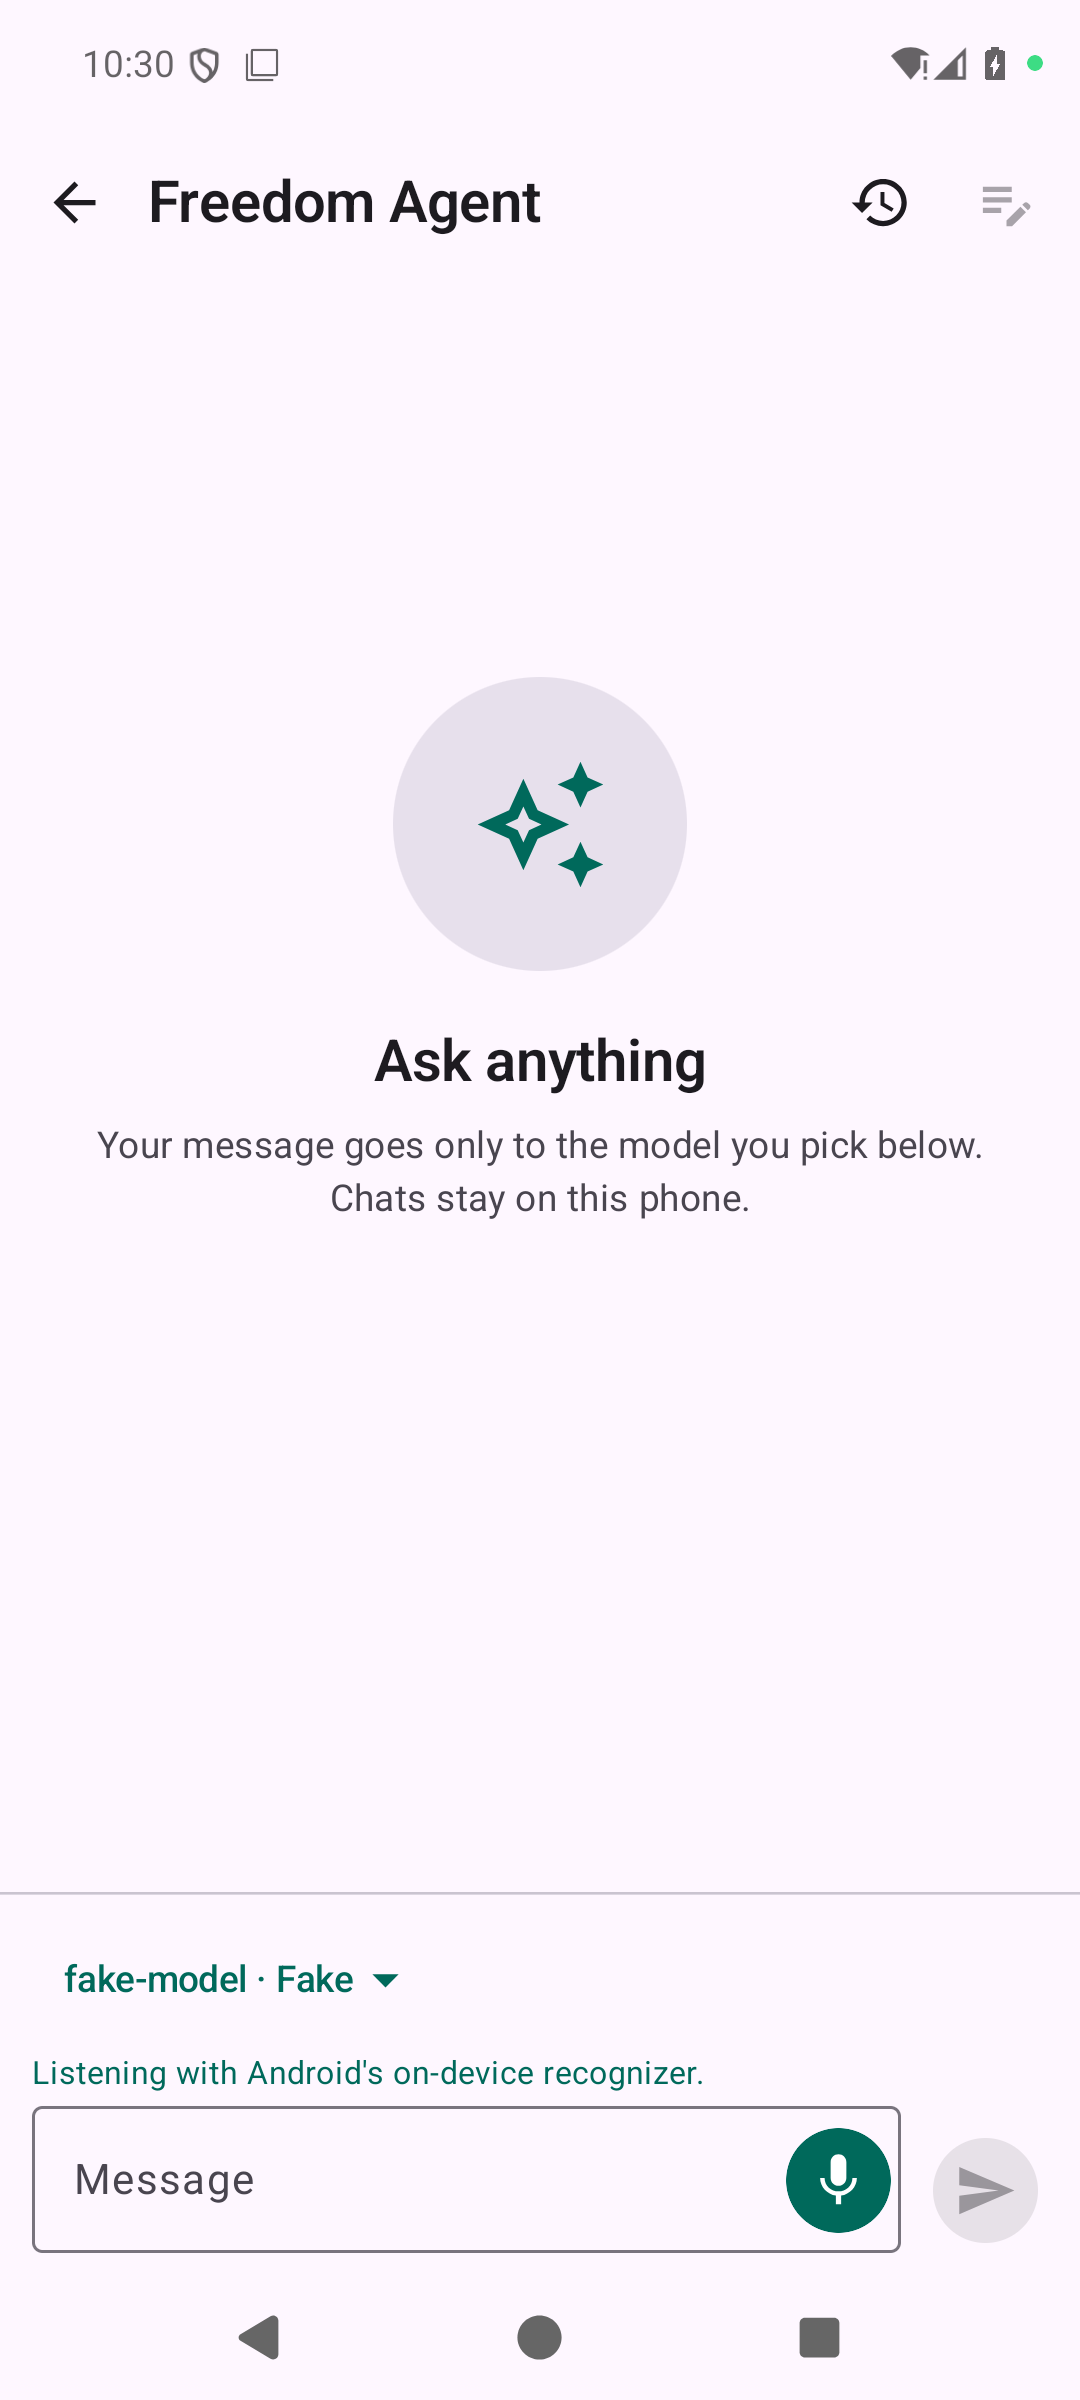 10:30
Freedom Agent
Ask anything
Your message goes only to the model you pick below.
Chats stay on this phone.
fake-model · Fake
Listening with Android's on-device recognizer.
Message